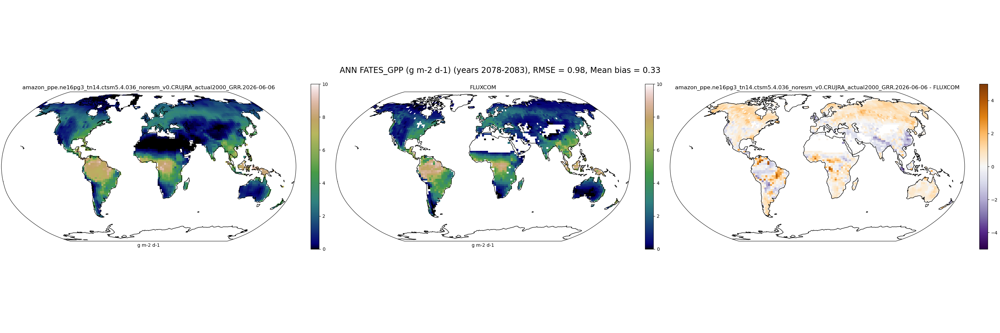 ANN FATES_GPP (g m-2 d-1) (years 2078-2083), RMSE = 0.98, Mean bias = 0.33
amazon_ppe.ne16pg3_tn14.ctsm5.4.036_noresm_v0.CRUJRA_actual2000_GRR.2026-06-06
10
8
6
4
2
0
g m-2 d-1
FLUXCOM
10
8
6
4
2
0
g m-2 d-1
amazon_ppe.ne16pg3_tn14.ctsm5.4.036_noresm_v0.CRUJRA_actual2000_GRR.2026-06-06 - FLUXCOM
4
2
0
−2
−4